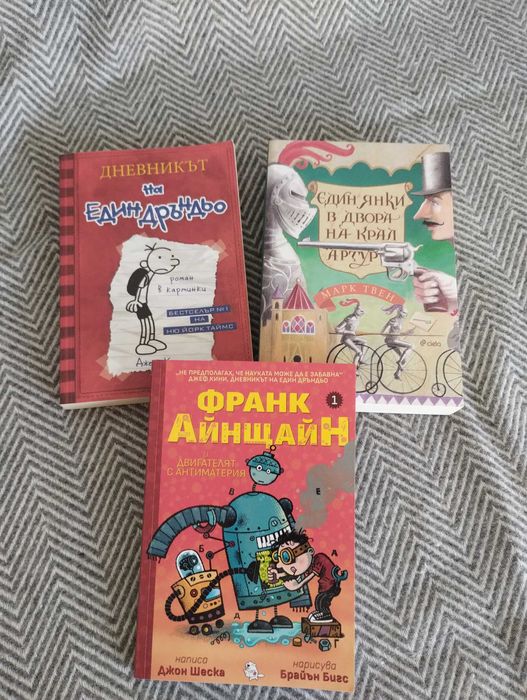 ДНЕВНИКЪТ
на
ЕДИН ДРЪНДЬО
роман
в картинки
БЕСТСЕЛЪР №1
НА
НЮ ЙОРК ТАЙМС
ЕДИН ЯНКИ
В ДВОРА
НА КРАЛ
АРТУР
МАРК ТВЕН
ciela
„НЕ ПРЕДПОЛАГАХ, ЧЕ НАУКАТА МОЖЕ ДА Е ЗАБАВНА“
ДЖЕФ КИНИ, ДНЕВНИКЪТ НА ЕДИН ДРЪНДЬО
ФРАНК 1
АЙНЩАЙН
И
ДВИГАТЕЛЯТ
С АНТИМАТЕРИЯ
В
Е
Б
А
Д
Г
написа
Джон Шеска
нарисува
Брайън Бигс